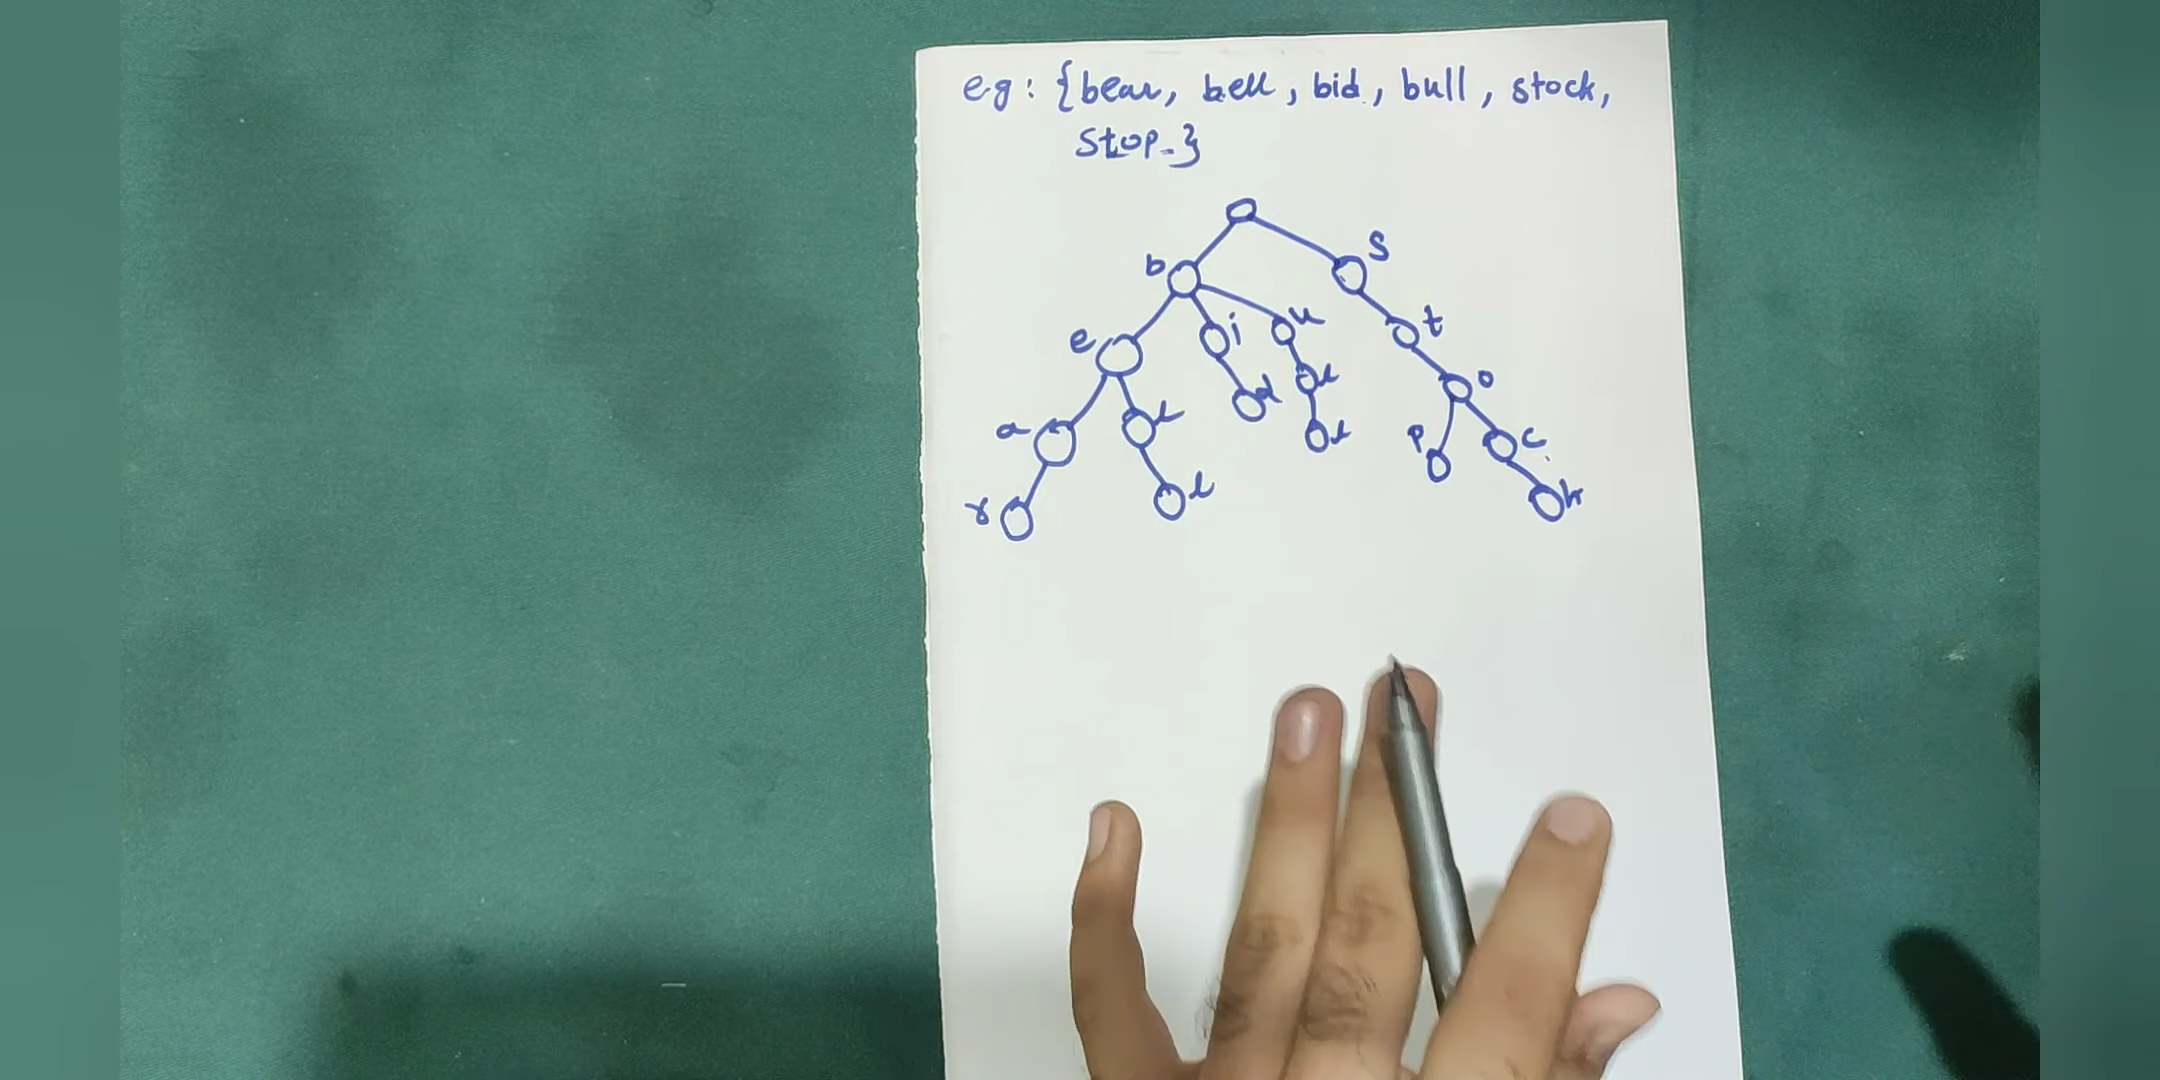 eg: {bear, bell, bid, bull, stock,
stop.}
b
S
e
i
u
t
a
l
d
l
o
r
l
l
p
c
k